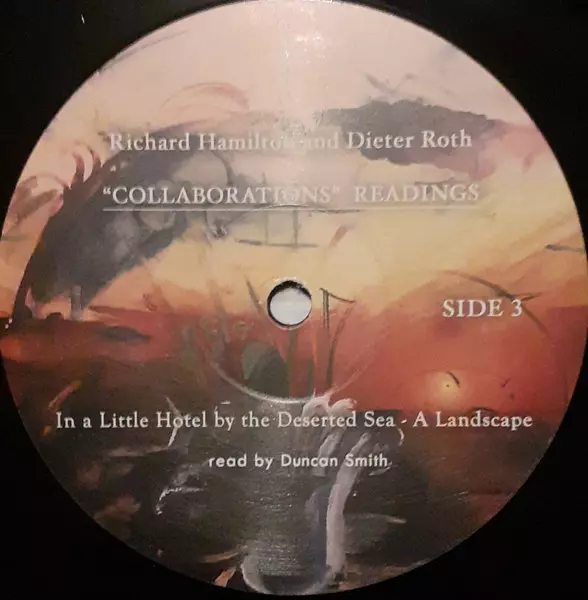 Richard Hamilton and Dieter Roth
“COLLABORATIONS” READINGS
SIDE 3
In a Little Hotel by the Deserted Sea - A Landscape
read by Duncan Smith